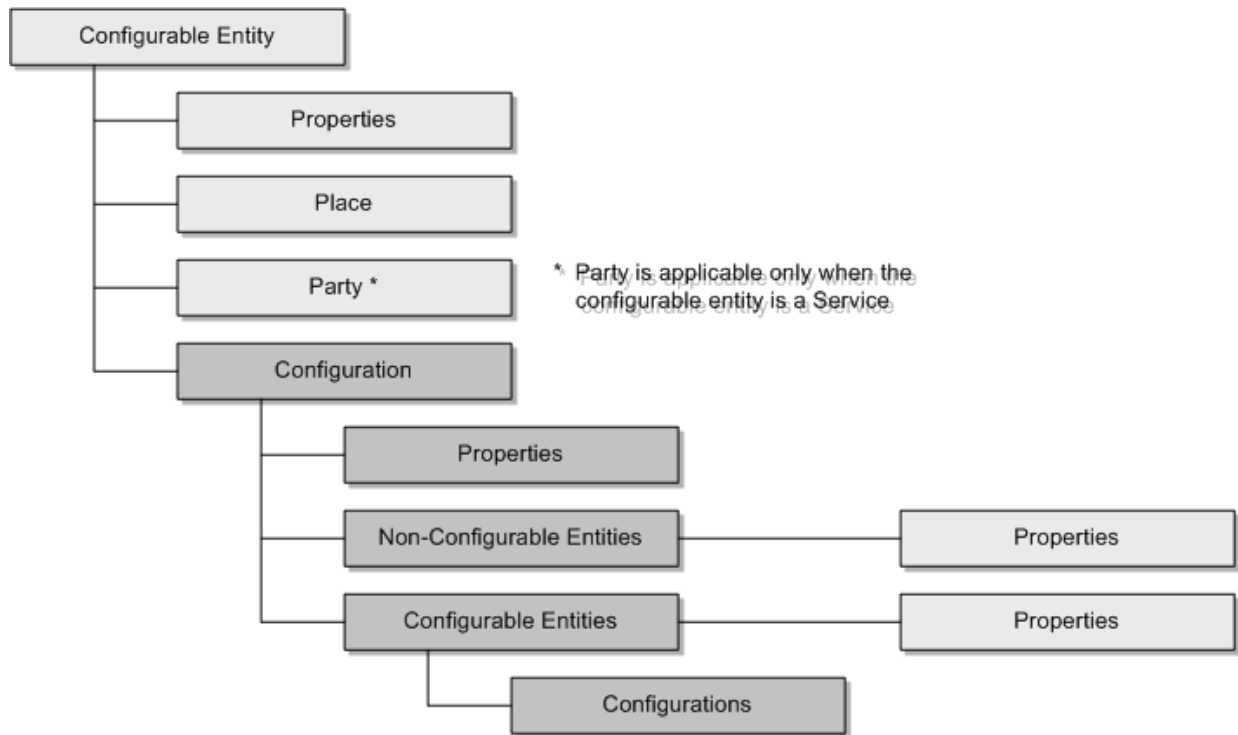 Configurable Entity
Properties
Place
Party *
* Party is applicable only when the
configurable entity is a Service
Configuration
Properties
Non-Configurable Entities
Properties
Configurable Entities
Properties
Configurations